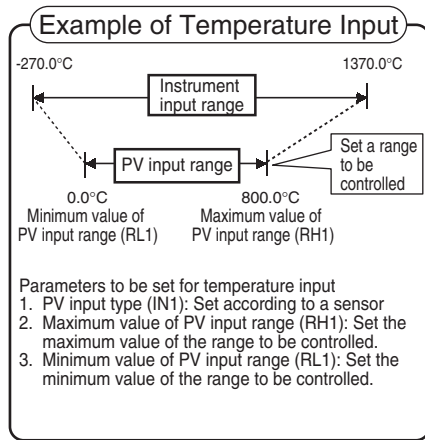 Example of Temperature Input
-270.0°C
1370.0°C
Instrument
input range
PV input range
Set a range
to be
controlled
0.0°C
Minimum value of
PV input range (RL1)
800.0°C
Maximum value of
PV input range (RH1)
Parameters to be set for temperature input
1. PV input type (IN1): Set according to a sensor
2. Maximum value of PV input range (RH1): Set the
maximum value of the range to be controlled.
3. Minimum value of PV input range (RL1): Set the
minimum value of the range to be controlled.